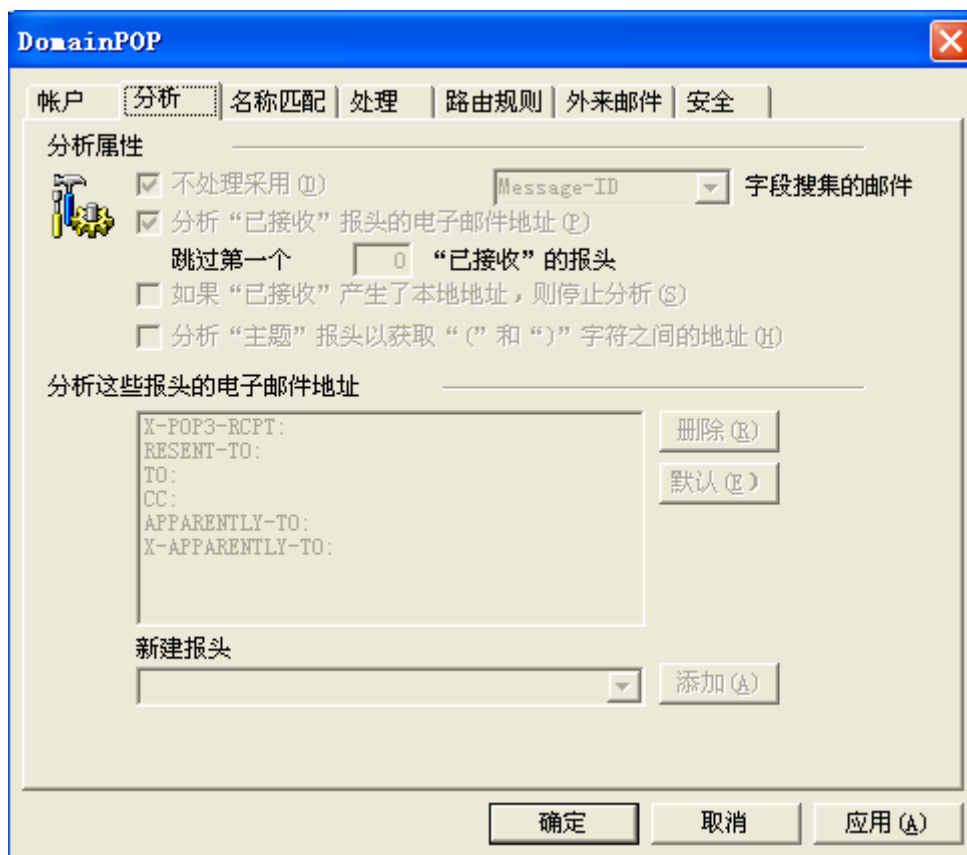 DomainPOP
帐户 分析 名称匹配 处理 路由规则 外来邮件 安全
分析属性
不处理采用(D) Message-ID 字段搜集的邮件
分析“已接收”报头的电子邮件地址(P)
跳过第一个 0 “已接收”的报头
如果“已接收”产生了本地地址，则停止分析(S)
分析“主题”报头以获取“(”和“)”字符之间的地址(H)
分析这些报头的电子邮件地址
X-POP3-RCPT:
RESENT-TO:
TO:
CC:
APPARENTLY-TO:
X-APPARENTLY-TO:
删除(R)
默认(E)
新建报头
添加(A)
确定 取消 应用(A)